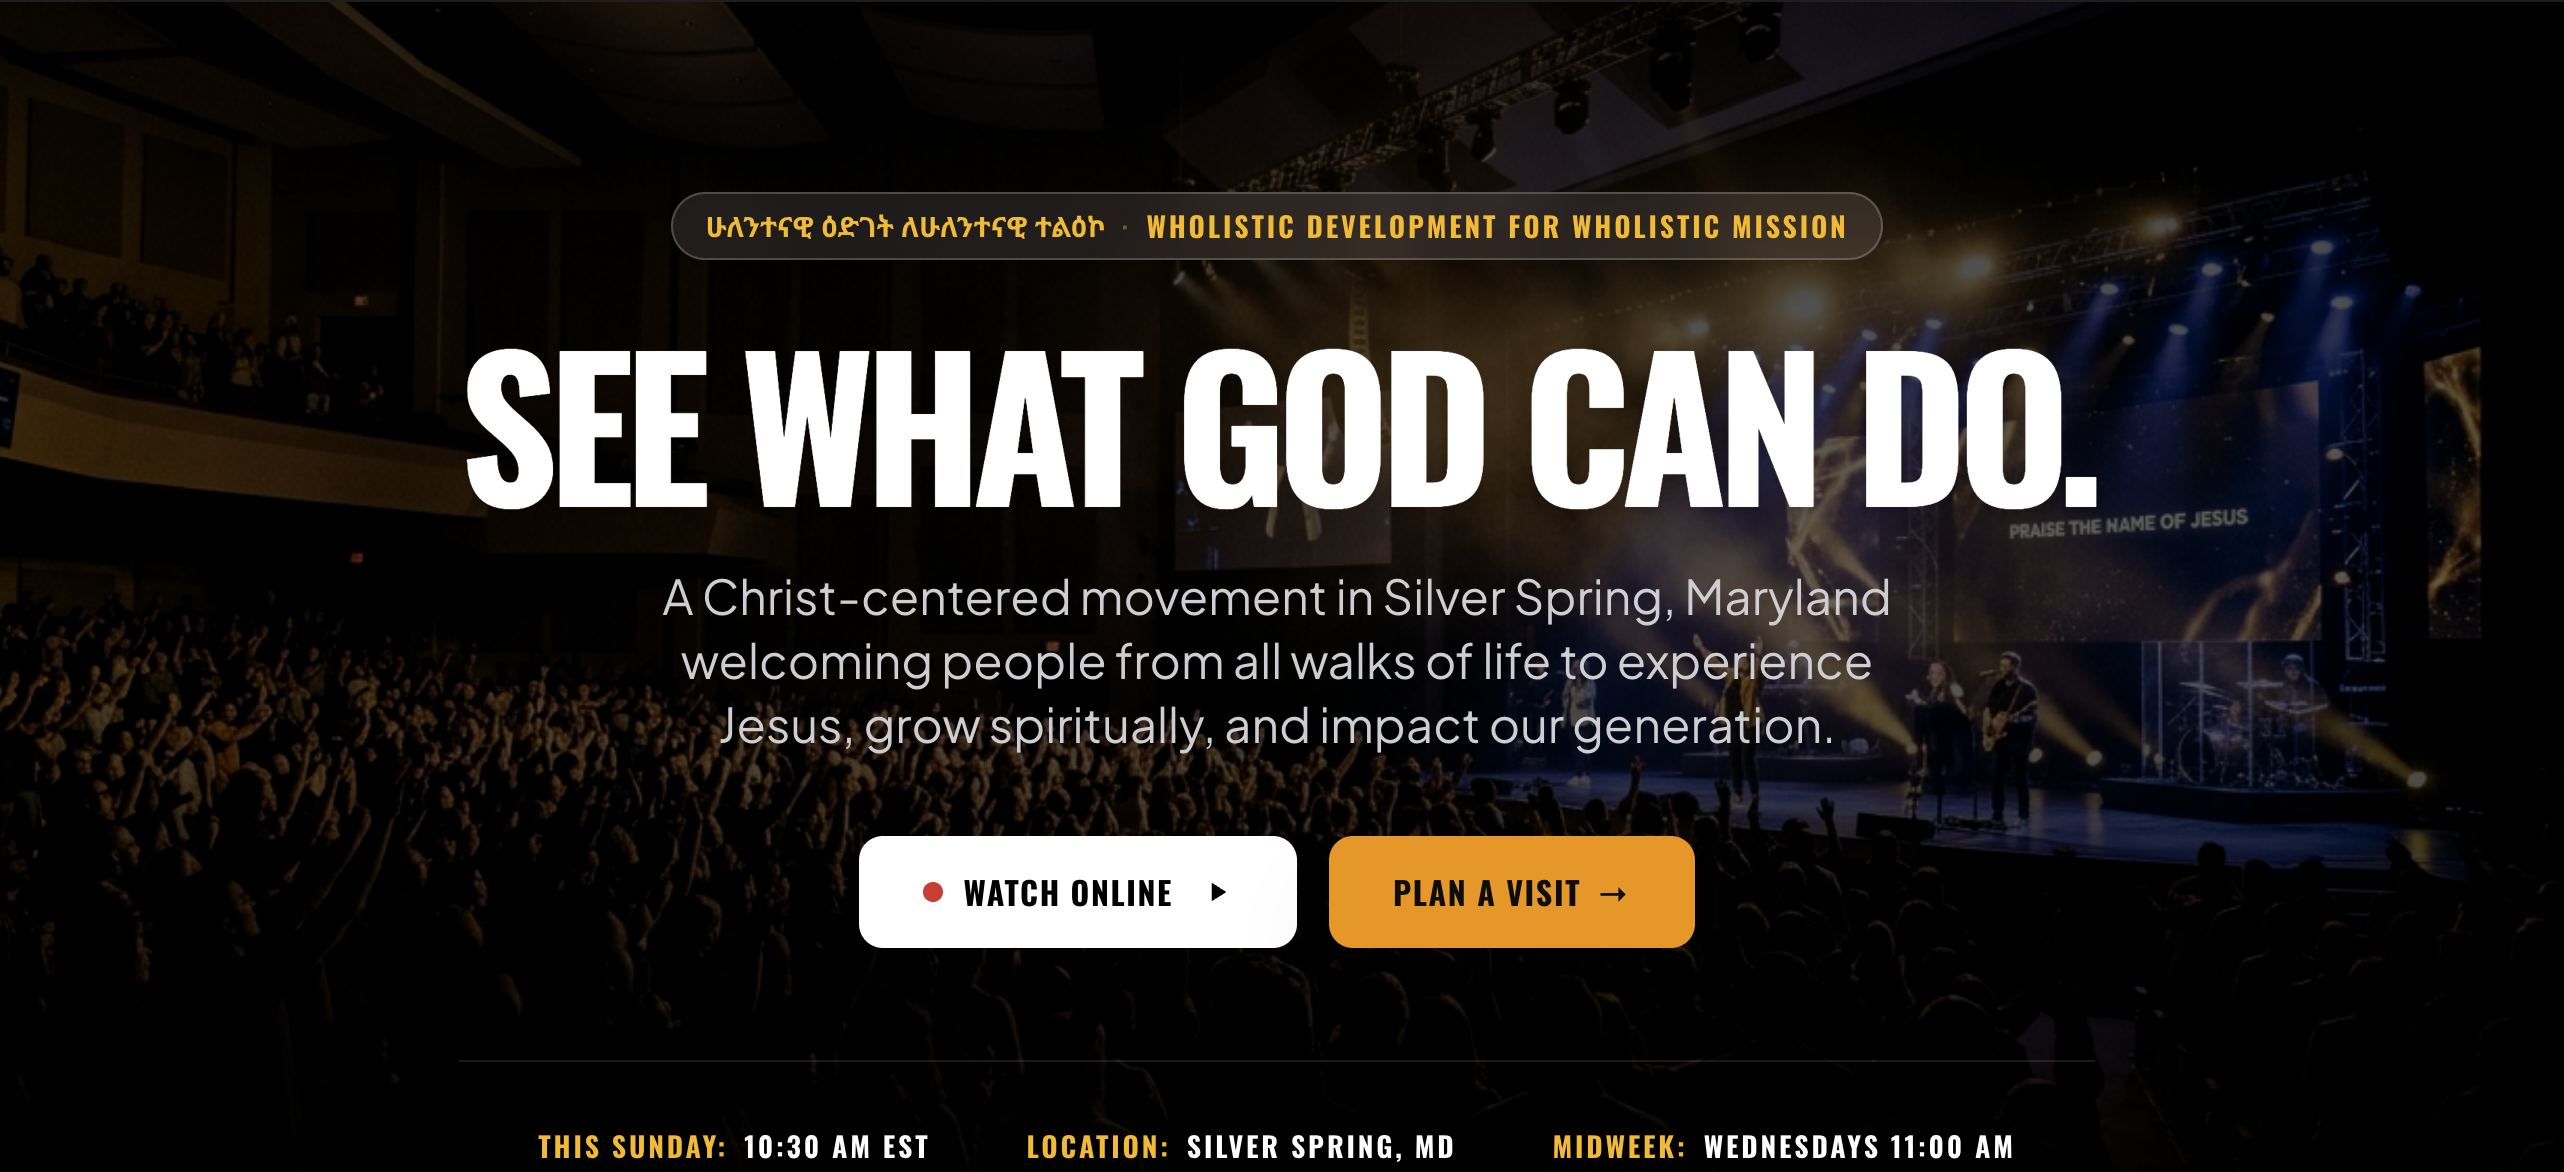 ሁለንተናዊ ዕድገት ለሁለንተናዊ ተልዕኮ · WHOLISTIC DEVELOPMENT FOR WHOLISTIC MISSION
SEE WHAT GOD CAN DO.
PRAISE THE NAME OF JESUS
A Christ-centered movement in Silver Spring, Maryland
welcoming people from all walks of life to experience
Jesus, grow spiritually, and impact our generation.
WATCH ONLINE
PLAN A VISIT →
THIS SUNDAY: 10:30 AM EST
LOCATION: SILVER SPRING, MD
MIDWEEK: WEDNESDAYS 11:00 AM